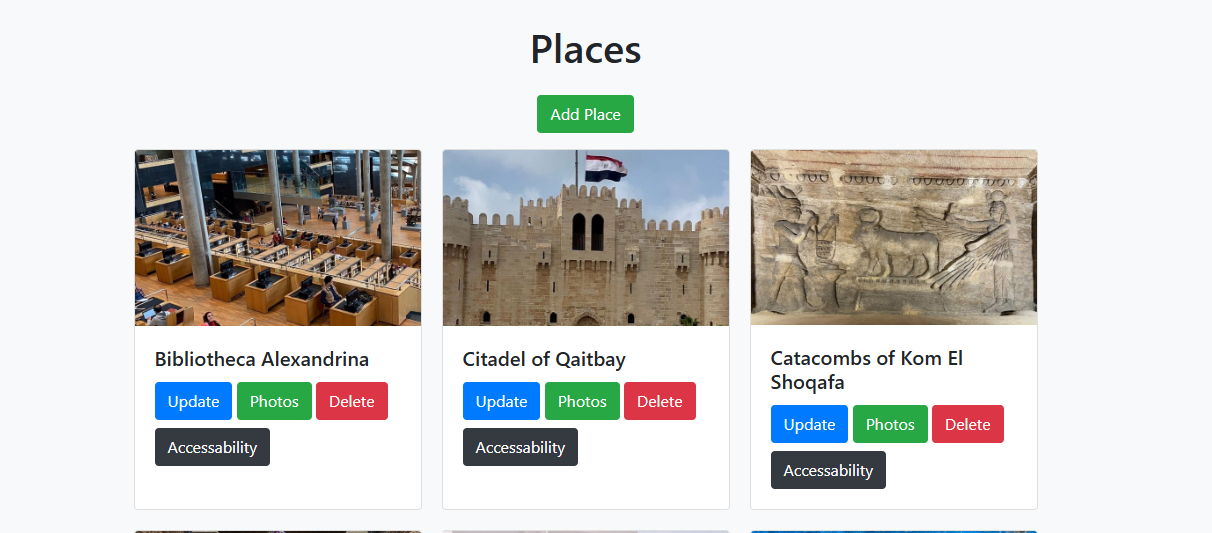 Places
Add Place
Bibliotheca Alexandrina
Update Photos Delete
Accessability
Citadel of Qaitbay
Update Photos Delete
Accessability
Catacombs of Kom El
Shoqafa
Update Photos Delete
Accessability